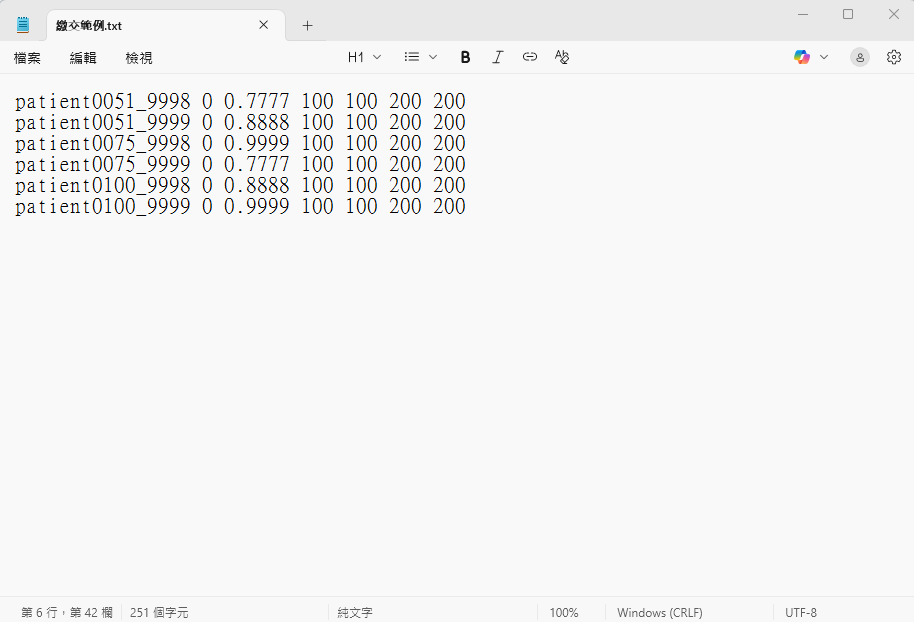 繳交範例.txt
檔案 編輯 檢視 H1 B I
patient0051_9998 0 0.7777 100 100 200 200
patient0051_9999 0 0.8888 100 100 200 200
patient0075_9998 0 0.9999 100 100 200 200
patient0075_9999 0 0.7777 100 100 200 200
patient0100_9998 0 0.8888 100 100 200 200
patient0100_9999 0 0.9999 100 100 200 200
第 6 行，第 42 欄 251 個字元 純文字 100% Windows (CRLF) UTF-8